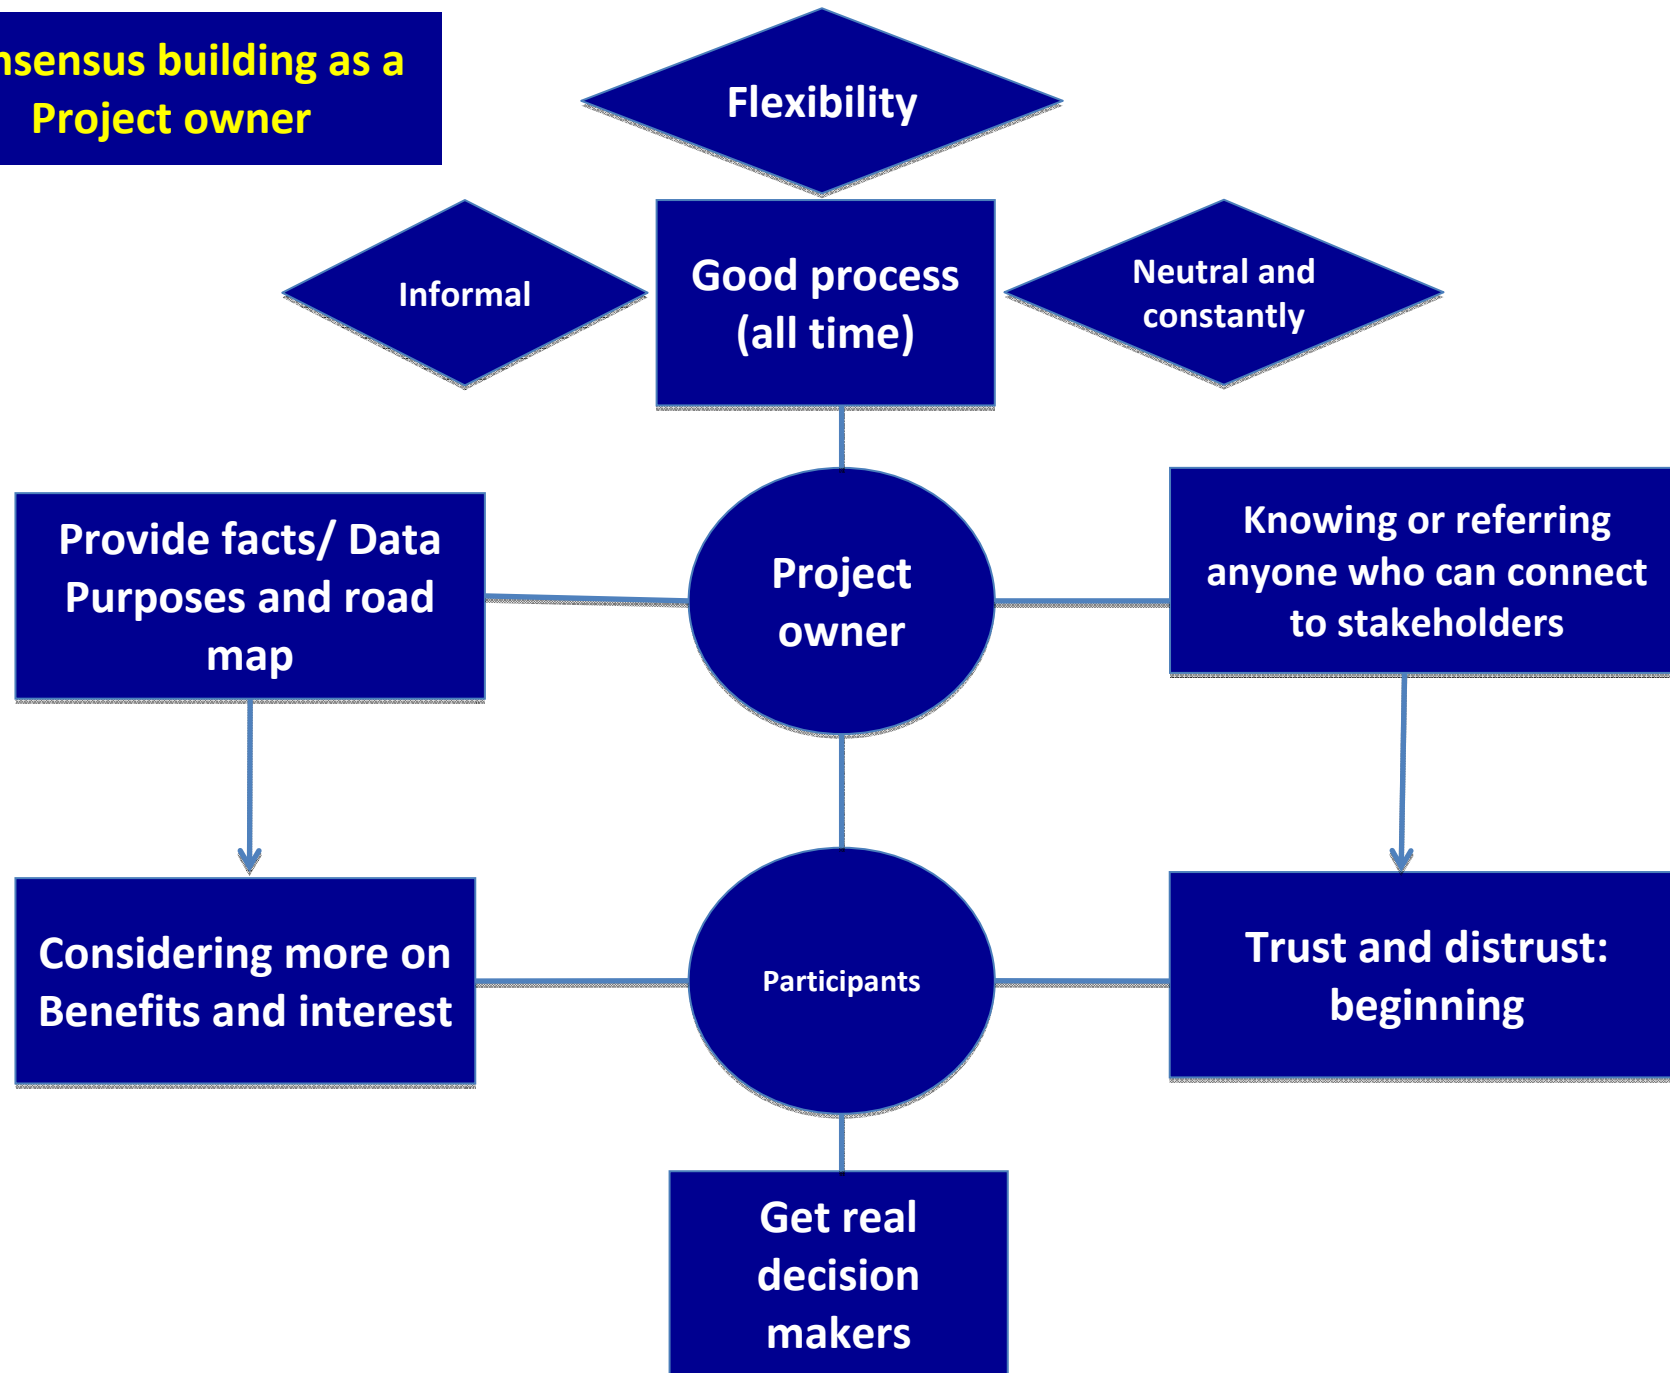 nsensus building as a
Project owner
Flexibility
Informal
Good process
(all time)
Neutral and
constantly
Provide facts/ Data
Purposes and road
map
Project
owner
Knowing or referring
anyone who can connect
to stakeholders
Considering more on
Benefits and interest
Participants
Trust and distrust:
beginning
Get real
decision
makers